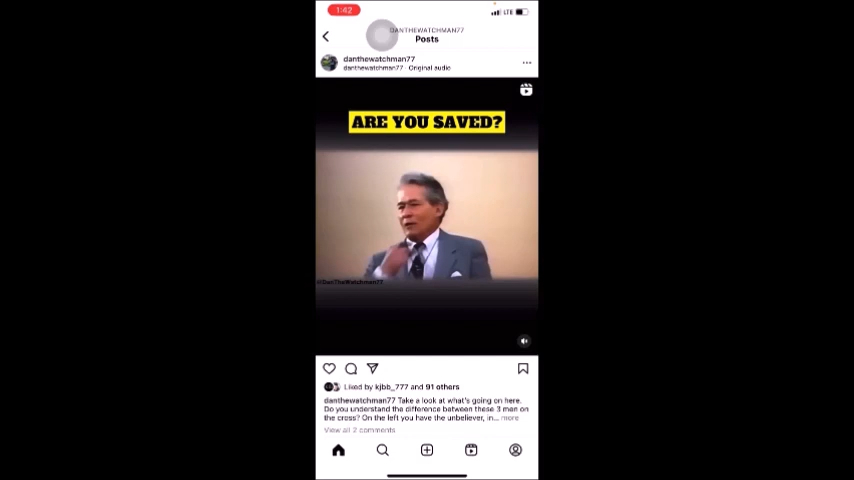 1:42
LTE
DANTHEWATCHMAN77
Posts
danthewatchman77
danthewatchman77 · Original audio
ARE YOU SAVED?
@DanTheWatchman77
Liked by kjbb_777 and 91 others
danthewatchman77 Take a look at what's going on here.
Do you understand the difference between these 3 men on
the cross? On the left you have the unbeliever, in... more
View all 2 comments